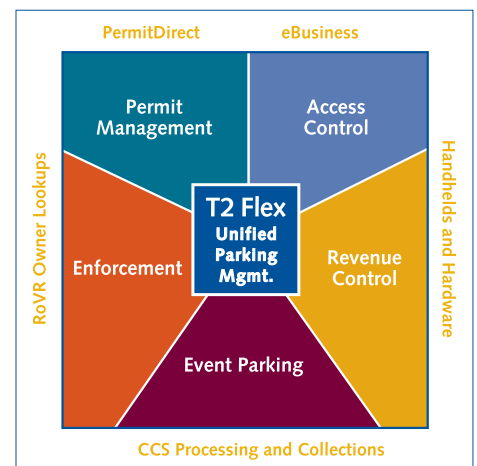 PermitDirect
eBusiness
Permit
Management
Access
Control
RoVR Owner Lookups
Handhelds and Hardware
T2 Flex
Unified
Parking
Mgmt.
Enforcement
Revenue
Control
Event Parking
CCS Processing and Collections